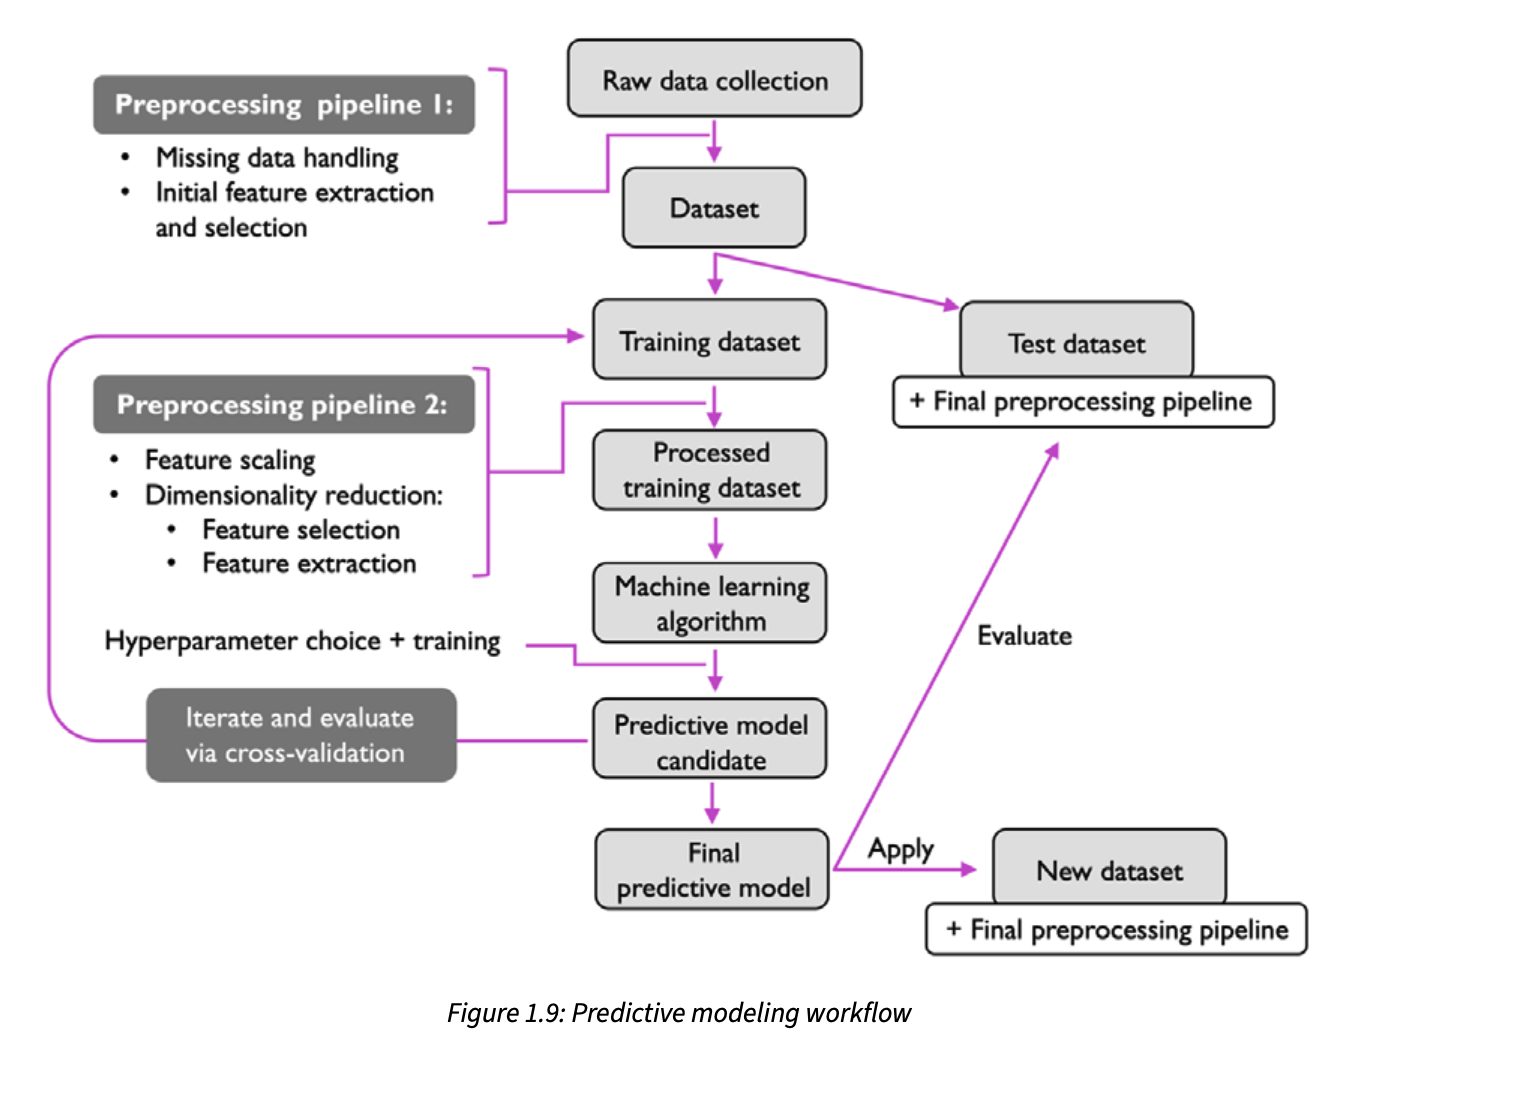 Raw data collection
Preprocessing pipeline 1:
• Missing data handling
• Initial feature extraction
and selection
Dataset
Training dataset
Test dataset
+ Final preprocessing pipeline
Preprocessing pipeline 2:
• Feature scaling
• Dimensionality reduction:
• Feature selection
• Feature extraction
Processed
training dataset
Machine learning
algorithm
Hyperparameter choice + training
Evaluate
Iterate and evaluate
via cross-validation
Predictive model
candidate
Final
predictive model
Apply
New dataset
+ Final preprocessing pipeline
Figure 1.9: Predictive modeling workflow